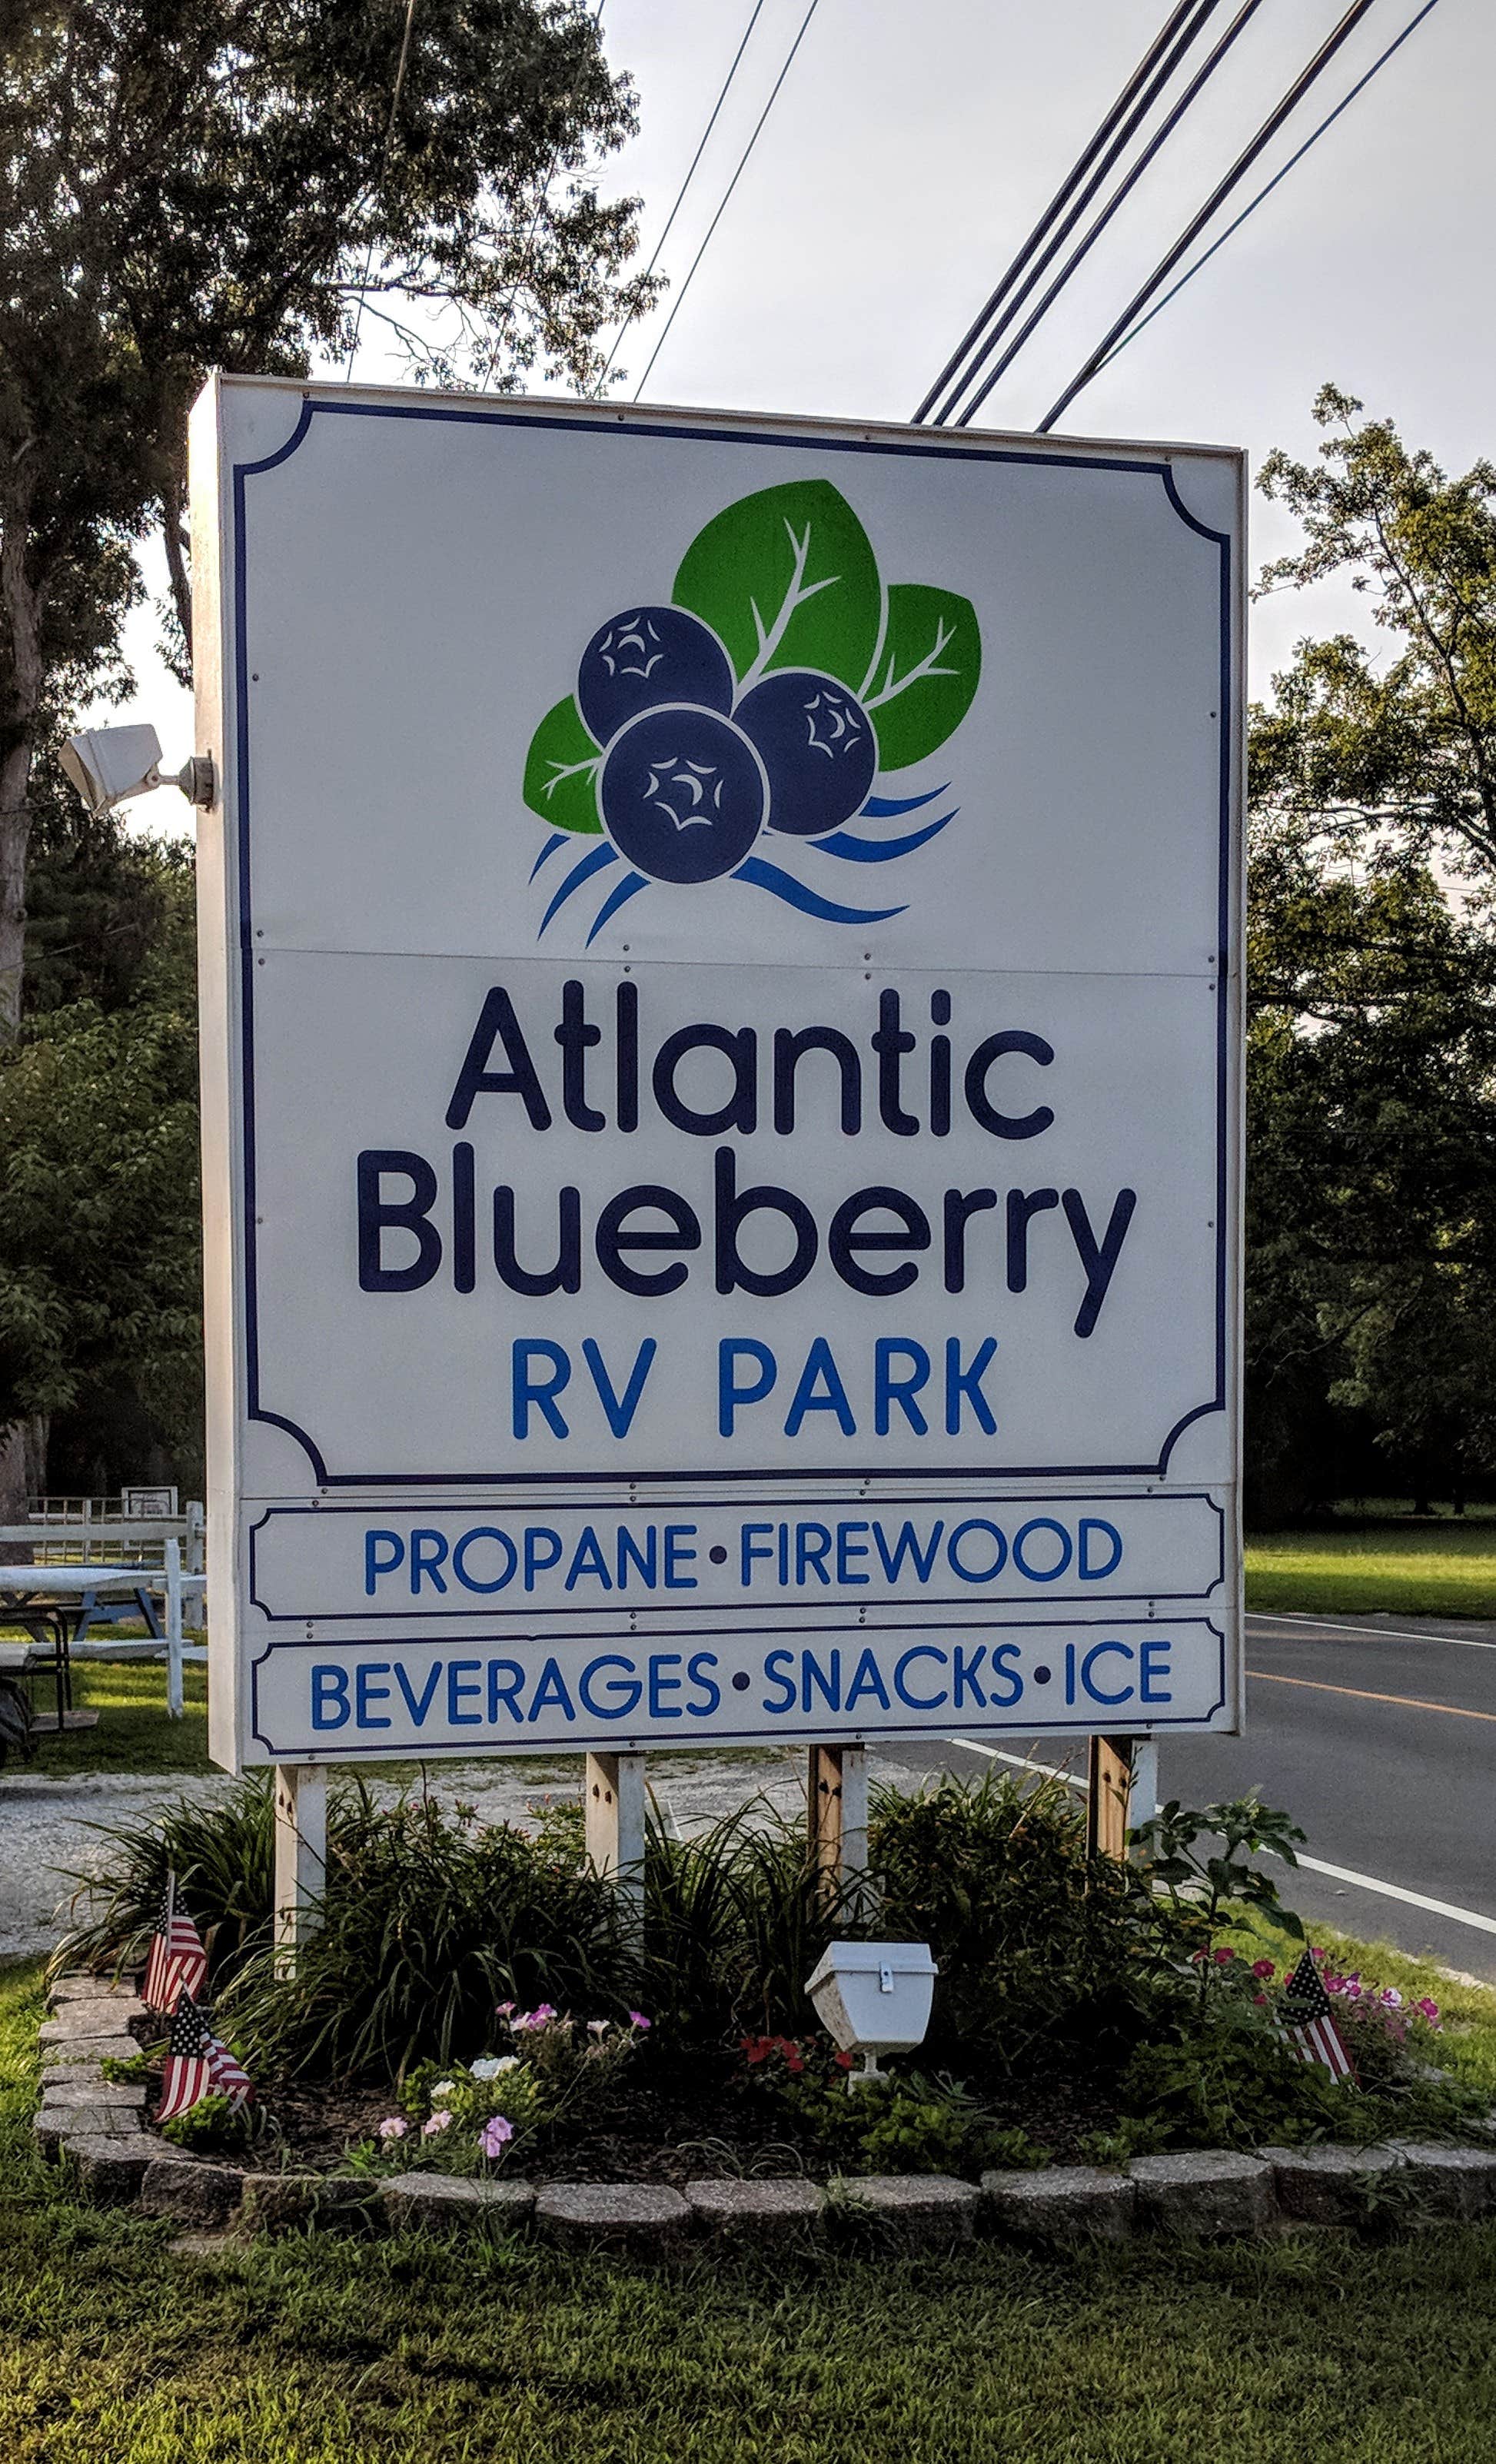 Atlantic
Blueberry
RV PARK
PROPANE•FIREWOOD
BEVERAGES•SNACKS•ICE